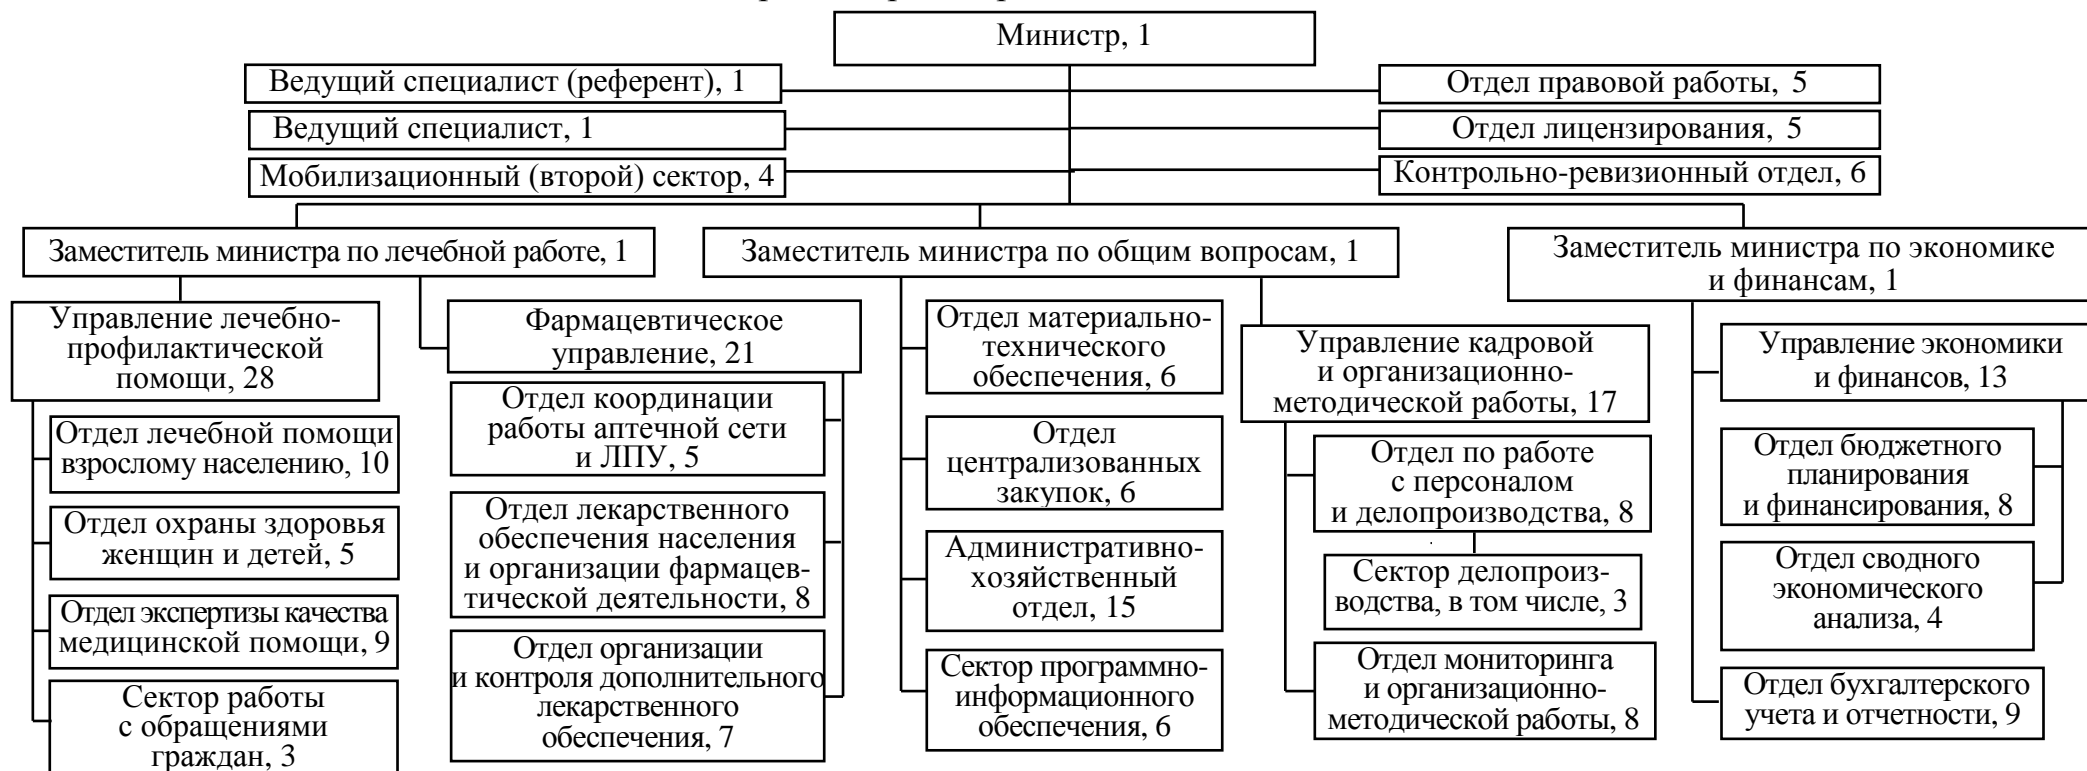 Министр, 1
Ведущий специалист (референт), 1
Отдел правовой работы, 5
Ведущий специалист, 1
Отдел лицензирования, 5
Мобилизационный (второй) сектор, 4
Контрольно-ревизионный отдел, 6
Заместитель министра по лечебной работе, 1
Заместитель министра по общим вопросам, 1
Заместитель министра по экономике
и финансам, 1
Управление лечебно-
профилактической
помощи, 28
Отдел лечебной помощи
взрослому населению, 10
Отдел охраны здоровья
женщин и детей, 5
Отдел экспертизы качества
медицинской помощи, 9
Сектор работы
с обращениями
граждан, 3
Фармацевтическое
управление, 21
Отдел координации
работы аптечной сети
и ЛПУ, 5
Отдел лекарственного
обеспечения населения
и организации фармацев-
тической деятельности, 8
Отдел организации
и контроля дополнительного
лекарственного
обеспечения, 7
Отдел материально-
технического
обеспечения, 6
Отдел
централизованных
закупок, 6
Административно-
хозяйственный
отдел, 15
Сектор программно-
информационного
обеспечения, 6
Управление кадровой
и организационно-
методической работы, 17
Отдел по работе
с персоналом
и делопроизводства, 8
Сектор делопроиз-
водства, в том числе, 3
Отдел мониторинга
и организационно-
методической работы, 8
Управление экономики
и финансов, 13
Отдел бюджетного
планирования
и финансирования, 8
Отдел сводного
экономического
анализа, 4
Отдел бухгалтерского
учета и отчетности, 9